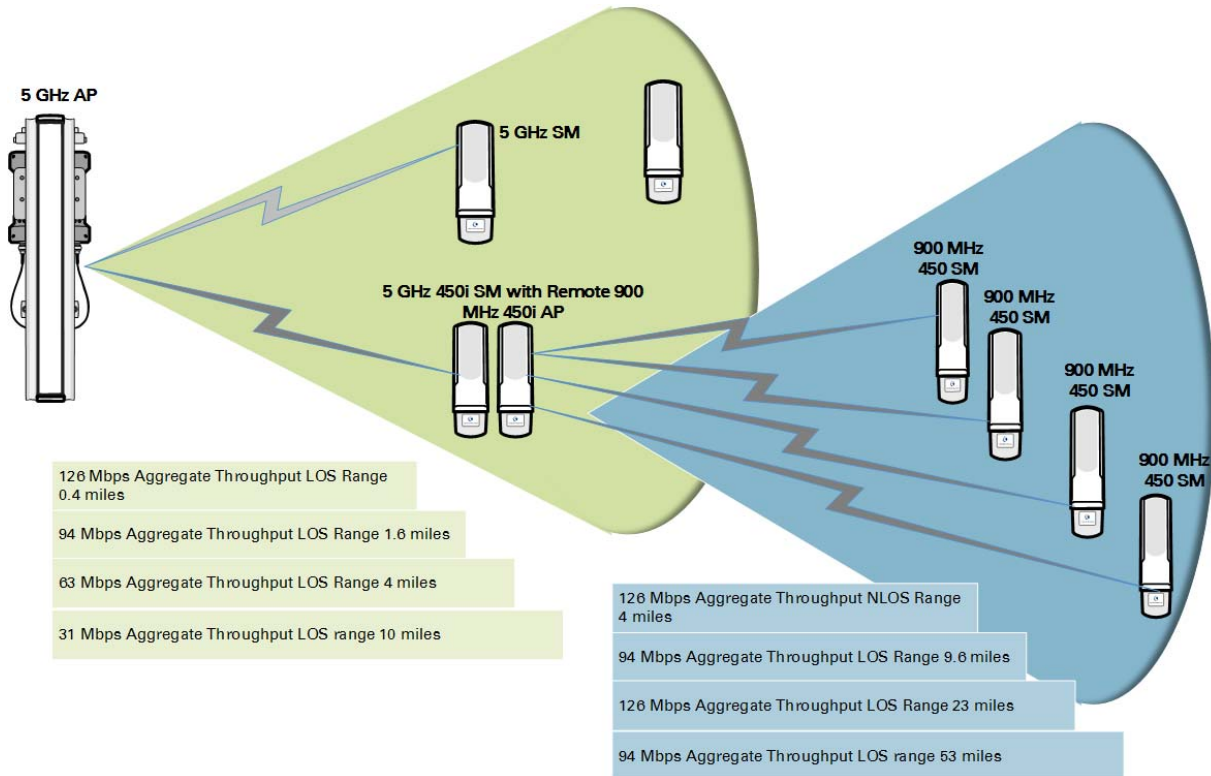 5 GHz AP
5 GHz SM
5 GHz 450i SM with Remote 900
MHz 450i AP
900 MHz
450 SM
900 MHz
450 SM
900 MHz
450 SM
900 MHz
450 SM
126 Mbps Aggregate Throughput LOS Range
0.4 miles
94 Mbps Aggregate Throughput LOS Range 1.6 miles
63 Mbps Aggregate Throughput LOS Range 4 miles
31 Mbps Aggregate Throughput LOS range 10 miles
126 Mbps Aggregate Throughput NLOS Range
4 miles
94 Mbps Aggregate Throughput LOS Range 9.6 miles
126 Mbps Aggregate Throughput LOS Range 23 miles
94 Mbps Aggregate Throughput LOS range 53 miles